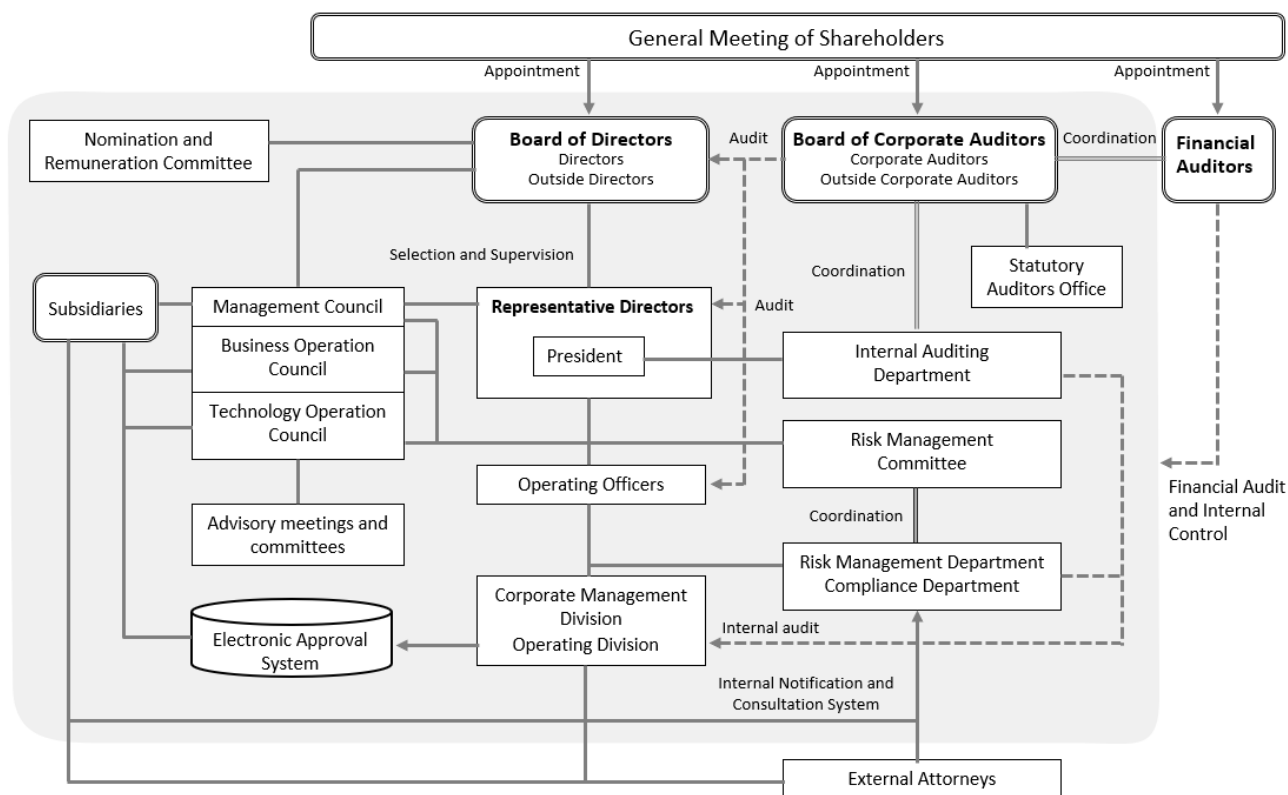 General Meeting of Shareholders
Appointment
Appointment
Appointment
Nomination and
Remuneration Committee
Board of Directors
Directors
Outside Directors
Audit
Board of Corporate Auditors
Corporate Auditors
Outside Corporate Auditors
Coordination
Financial
Auditors
Selection and Supervision
Coordination
Statutory
Auditors Office
Subsidiaries
Management Council
Business Operation
Council
Technology Operation
Council
Representative Directors
President
Audit
Internal Auditing
Department
Risk Management
Committee
Operating Officers
Advisory meetings and
committees
Coordination
Financial Audit
and Internal
Control
Risk Management Department
Compliance Department
Corporate Management
Division
Operating Division
Electronic Approval
System
Internal audit
Internal Notification and
Consultation System
External Attorneys